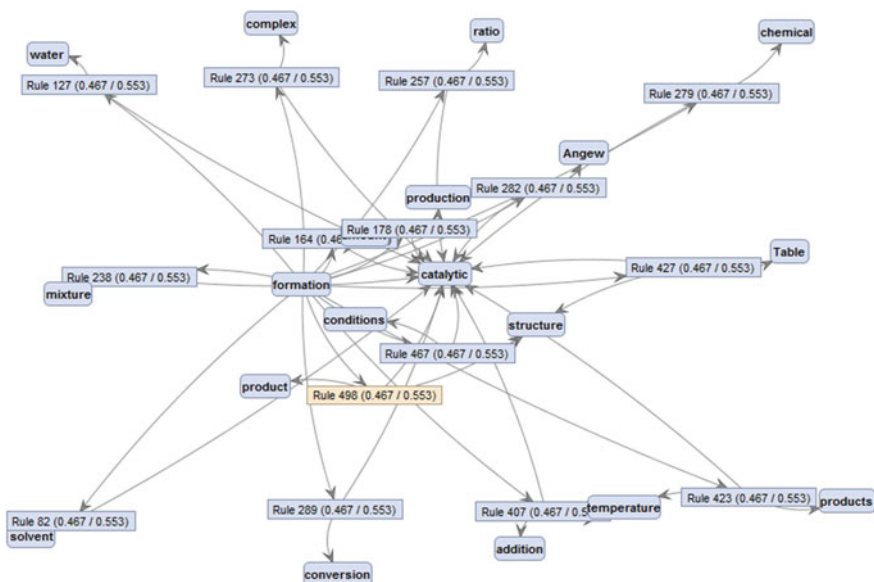 complex
ratio
chemical
water
Rule 273 (0.467 / 0.553)
Rule 257 (0.467 / 0.553)
Rule 127 (0.467 / 0.553)
Rule 279 (0.467 / 0.553)
Angew
Rule 282 (0.467 / 0.553)
production
Rule 178 (0.467 / 0.553)
Rule 164 (0.46
Table
Rule 427 (0.467 / 0.553)
catalytic
Rule 238 (0.467 / 0.553)
formation
mixture
conditions
structure
Rule 467 (0.467 / 0.553)
product
Rule 498 (0.467 / 0.553)
Rule 423 (0.467 / 0.553)
products
temperature
Rule 289 (0.467 / 0.553)
Rule 407 (0.467 / 0.5
Rule 82 (0.467 / 0.553)
solvent
addition
conversion